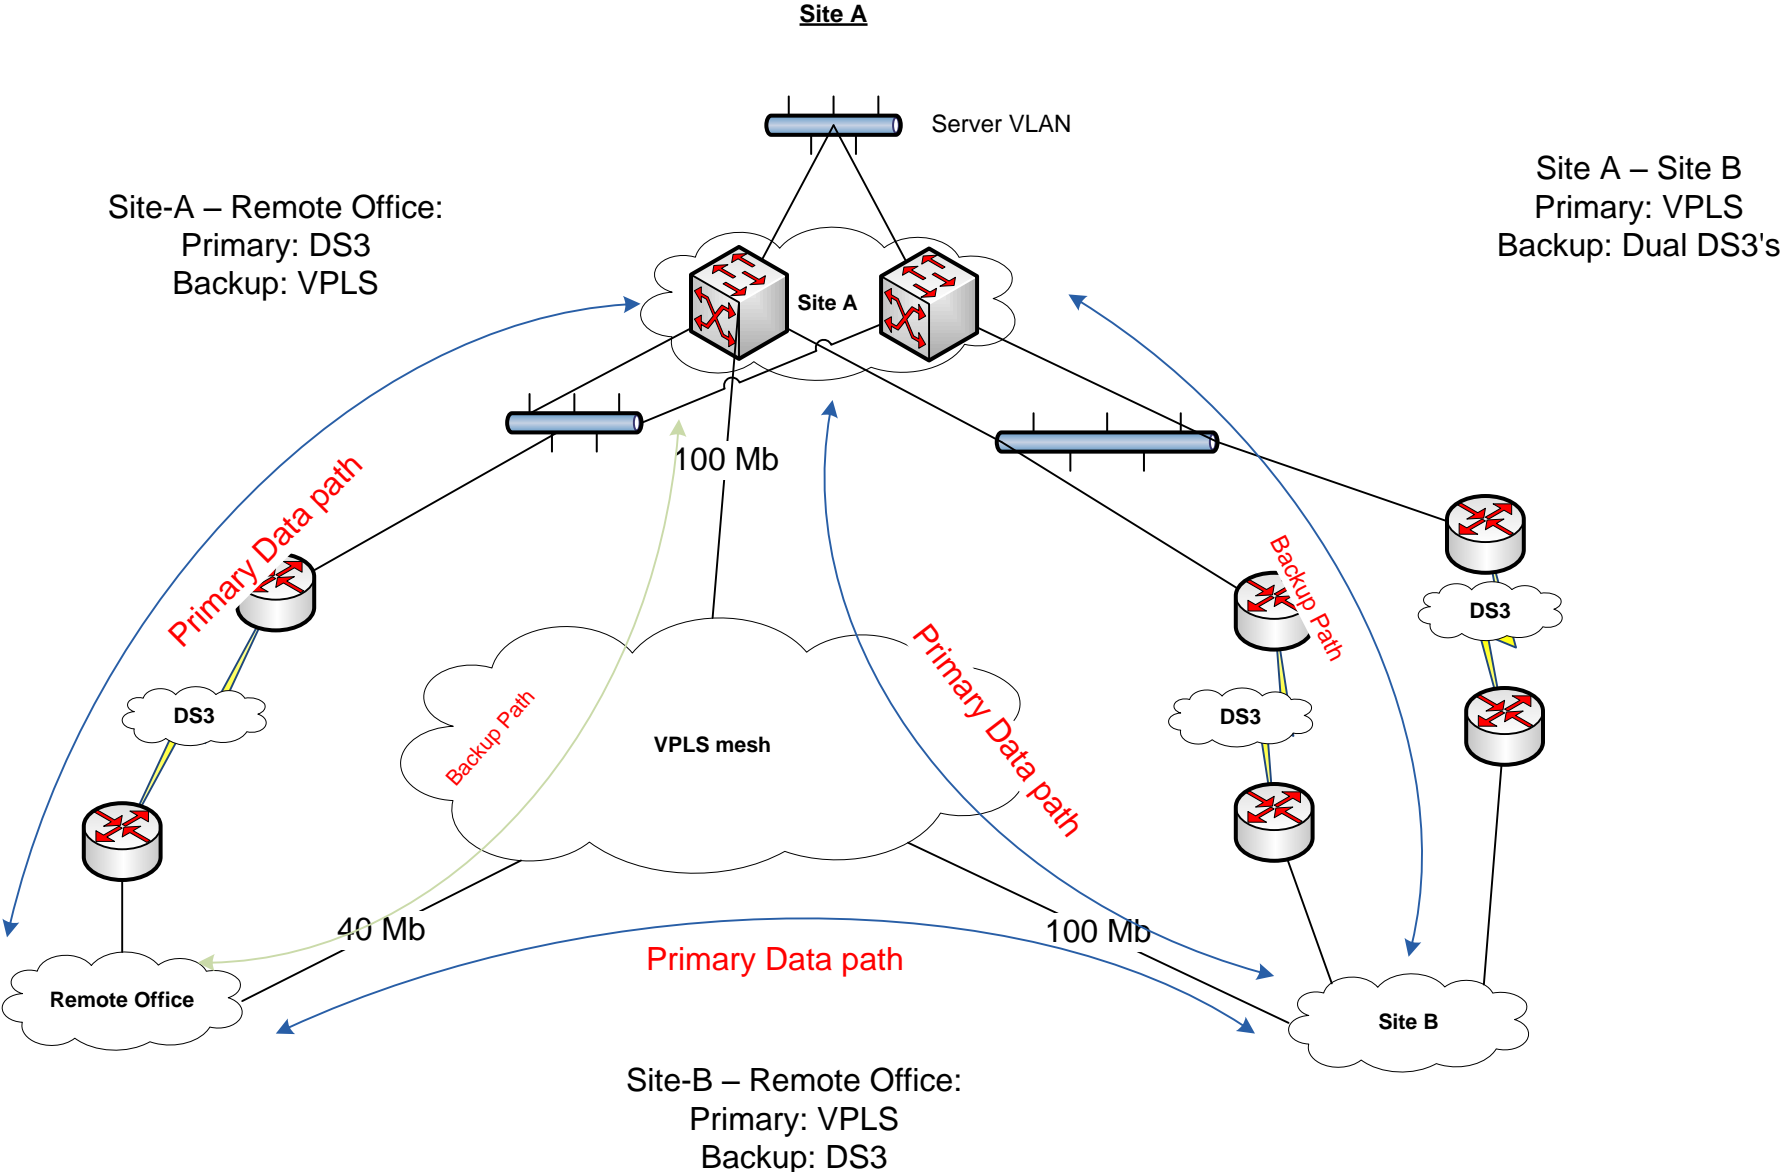 Site A
Server VLAN
Site-A – Remote Office:
Primary: DS3
Backup: VPLS
Site A – Site B
Primary: VPLS
Backup: Dual DS3's
Site A
100 Mb
Primary Data path
Backup Path
DS3
DS3
DS3
Backup Path
Primary Data path
VPLS mesh
40 Mb
100 Mb
Primary Data path
Remote Office
Site B
Site-B – Remote Office:
Primary: VPLS
Backup: DS3